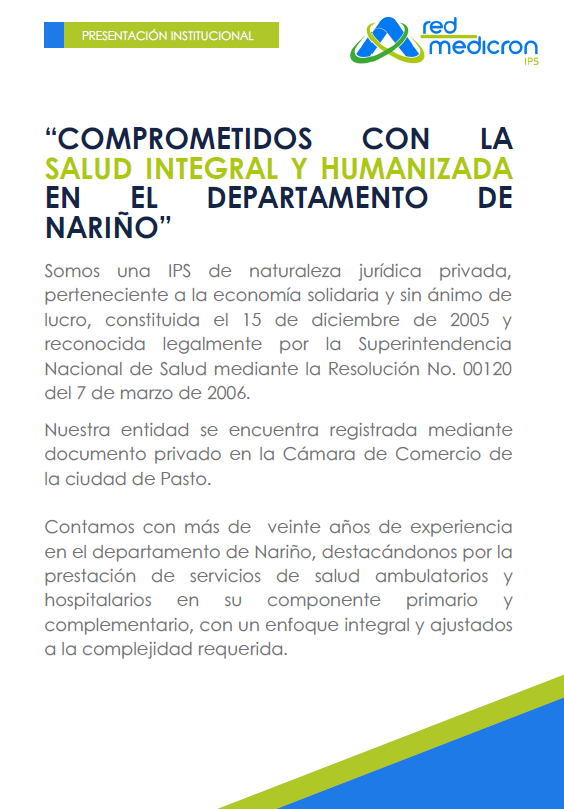 PRESENTACIÓN INSTITUCIONAL
red
medicron
IPS
“COMPROMETIDOS CON LA
SALUD INTEGRAL Y HUMANIZADA
EN EL DEPARTAMENTO DE
NARIÑO”
Somos una IPS de naturaleza jurídica privada,
perteneciente a la economía solidaria y sin ánimo de
lucro, constituida el 15 de diciembre de 2005 y
reconocida legalmente por la Superintendencia
Nacional de Salud mediante la Resolución No. 00120
del 7 de marzo de 2006.
Nuestra entidad se encuentra registrada mediante
documento privado en la Cámara de Comercio de
la ciudad de Pasto.
Contamos con más de veinte años de experiencia
en el departamento de Nariño, destacándonos por la
prestación de servicios de salud ambulatorios y
hospitalarios en su componente primario y
complementario, con un enfoque integral y ajustados
a la complejidad requerida.